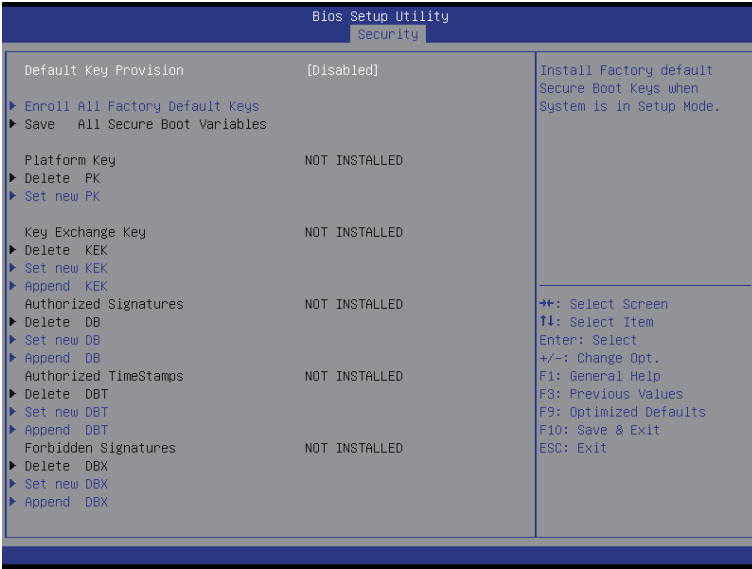 Bios Setup Utility
Security
Default Key Provision [Disabled]
Enroll All Factory Default Keys
Save All Secure Boot Variables
Platform Key NOT INSTALLED
Delete PK
Set new PK
Key Exchange Key NOT INSTALLED
Delete KEK
Set new KEK
Append KEK
Authorized Signatures NOT INSTALLED
Delete DB
Set new DB
Append DB
Authorized TimeStamps NOT INSTALLED
Delete DBT
Set new DBT
Append DBT
Forbidden Signatures NOT INSTALLED
Delete DBX
Set new DBX
Append DBX
Install Factory default
Secure Boot Keys when
System is in Setup Mode.
→←: Select Screen
↑↓: Select Item
Enter: Select
+/-: Change Opt.
F1: General Help
F3: Previous Values
F9: Optimized Defaults
F10: Save & Exit
ESC: Exit